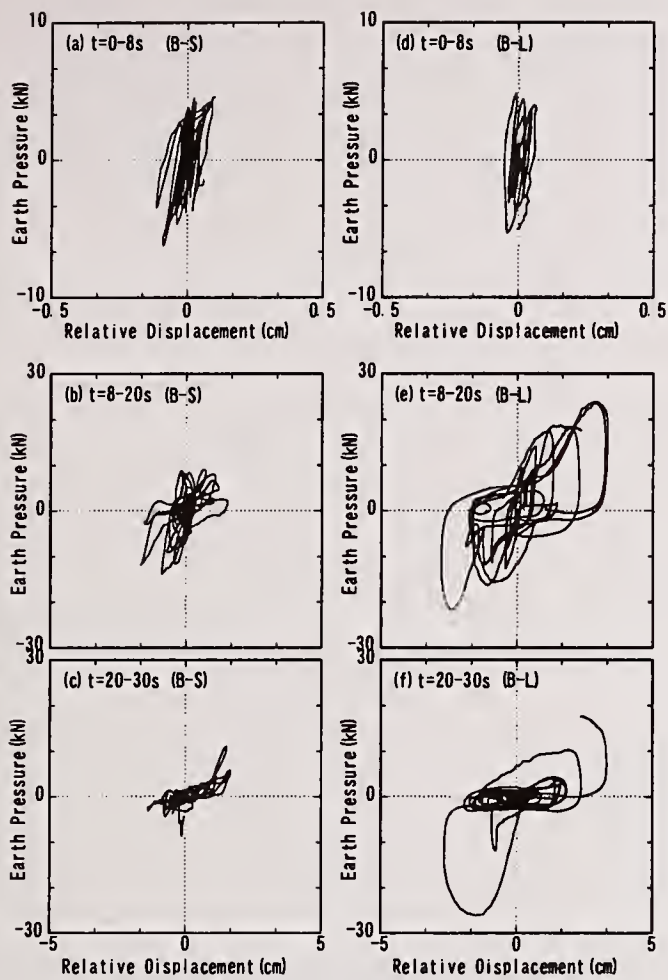 10
(a) t=0-8s (B-S)
Earth Pressure (kN)
0
-10
-0.5 0 0.5
Relative Displacement (cm)
(d) t=0-8s (B-L)
10
Earth Pressure (kN)
0
-10
-0.5 0 0.5
Relative Displacement (cm)
30
(b) t=8-20s (B-S)
Earth Pressure (kN)
0
-30
30
(e) t=8-20s (B-L)
Earth Pressure (kN)
0
-30
30
(c) t=20-30s (B-S)
Earth Pressure (kN)
0
-30
-5 0 5
Relative Displacement (cm)
30
(f) t=20-30s (B-L)
Earth Pressure (kN)
0
-30
-5 0 5
Relative Displacement (cm)